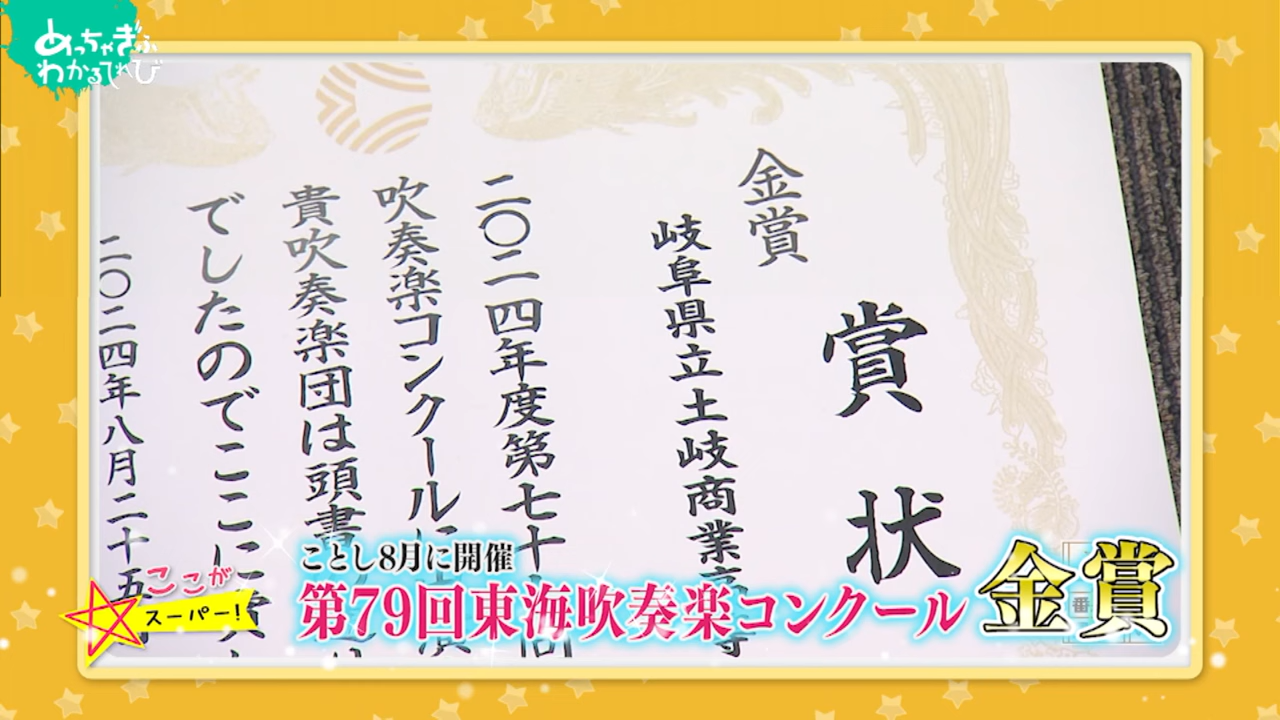 めっちゃぎふ
わかるてれび
賞状
金賞
岐阜県立土岐商業高等
二〇二四年度第七十
吹奏楽コンクールに
貴吹奏楽団は頭書
でしたのでここに
二〇二四年八月二十五
ここが
スーパー!
ことし8月に開催
第79回東海吹奏楽コンクール 金賞